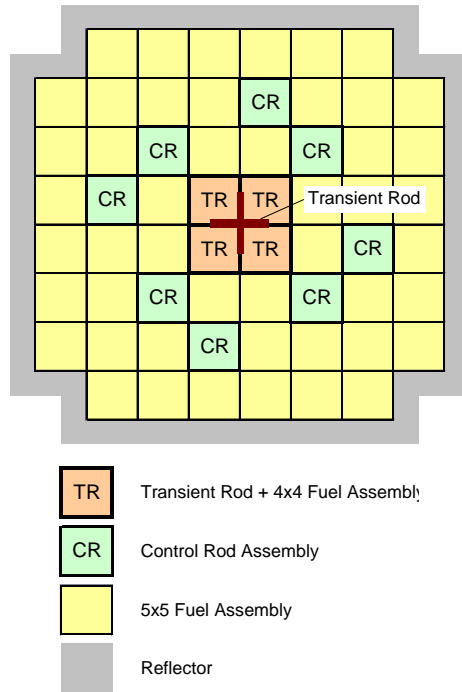 CR
CR CR
CR TR TR Transient Rod
TR TR CR
CR CR
CR
TR Transient Rod + 4x4 Fuel Assembly
CR Control Rod Assembly
5x5 Fuel Assembly
Reflector